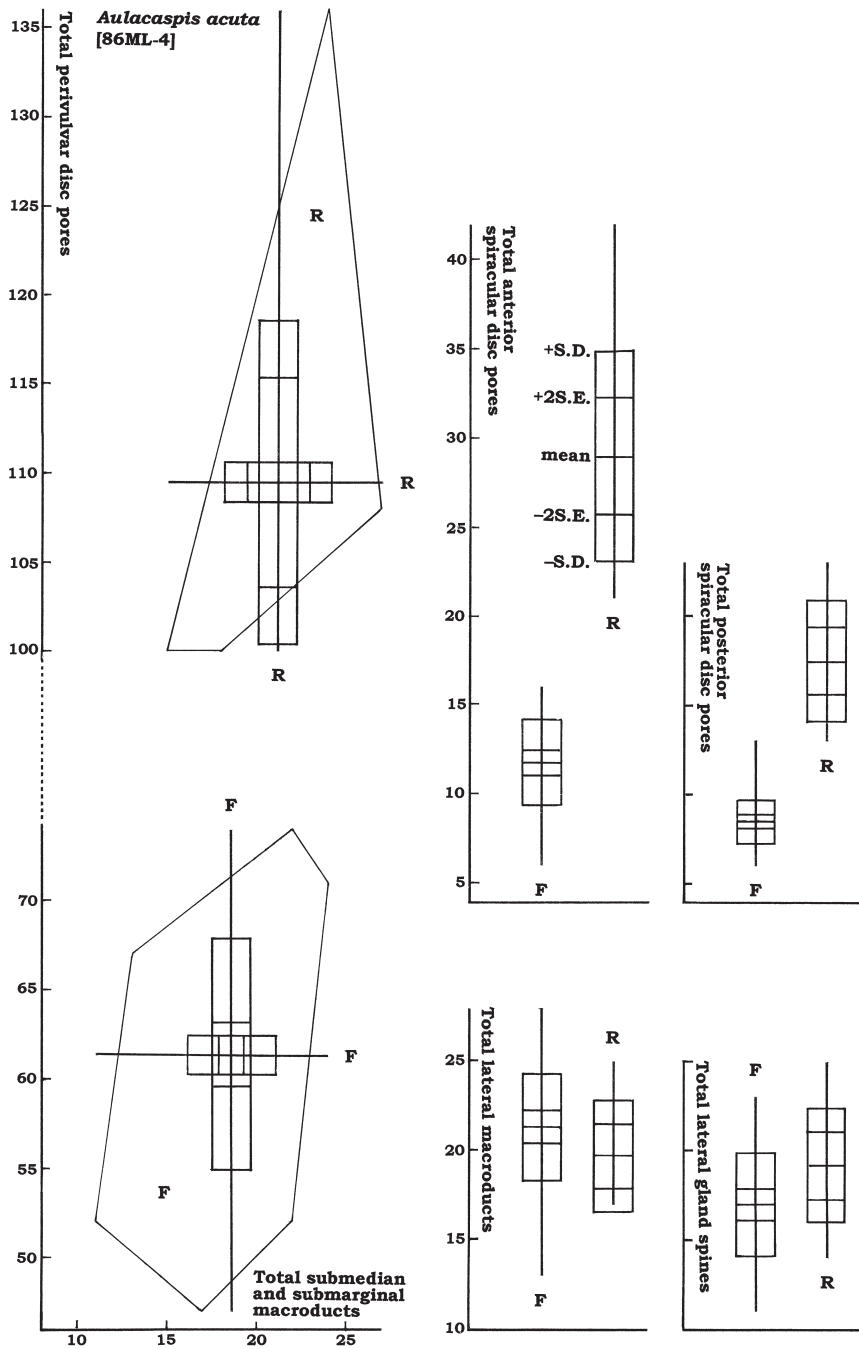 Aulacaspis acuta
[86ML-4]
Total perivulvar disc pores
135
130
125
120
115
110
105
100
70
65
60
55
50
R
R
R
F
F
F
Total submedian
and submarginal
macroducts
10
15
20
25
Total anterior
spiracular disc pores
40
35
30
25
20
15
10
5
+S.D.
+2S.E.
mean
−2S.E.
−S.D.
R
F
Total posterior
spiracular disc pores
R
F
Total lateral macroducts
25
20
15
10
R
F
Total lateral gland spines
F
R